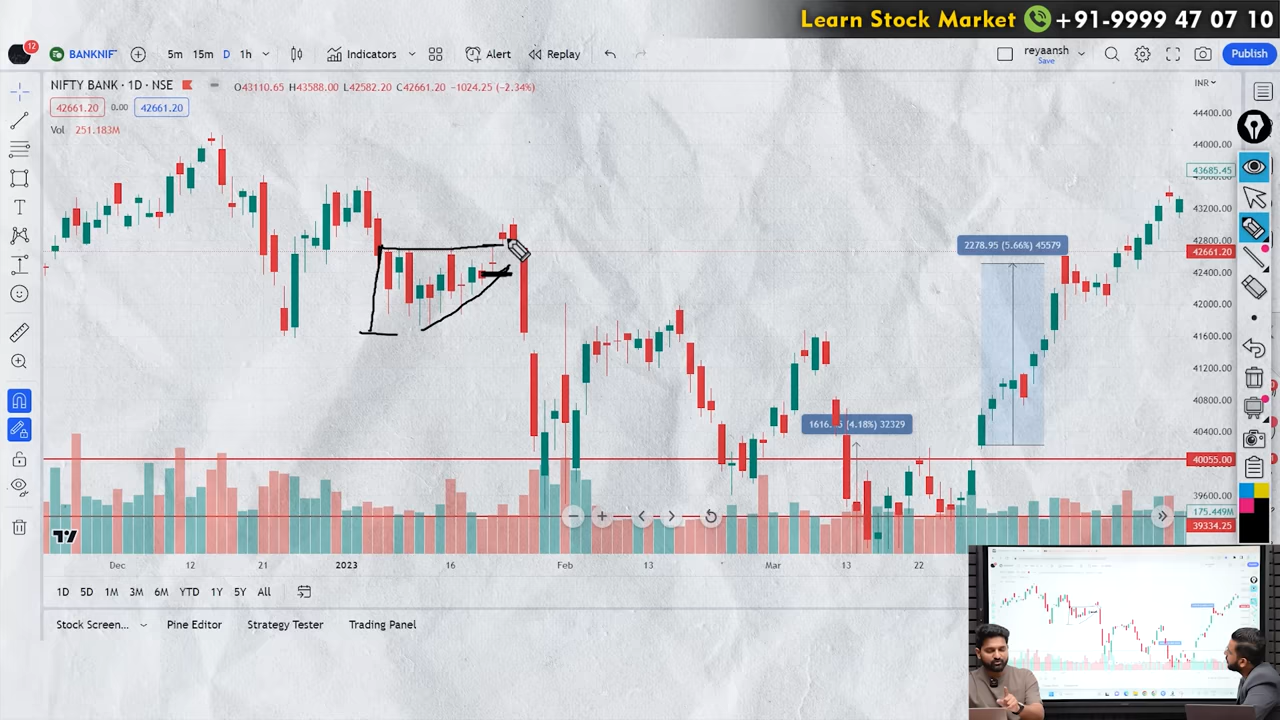 Learn Stock Market +91-9999 47 07 10
12 BANKNIF 5m 15m D 1h Indicators Alert Replay reyaansh Save Publish
NIFTY BANK · 1D · NSE O43110.65 H43588.00 L42582.20 C42661.20 -1024.25 (-2.34%) INR
42661.20 0.00 42661.20
Vol 251.183M
44400.00
44000.00
43685.45
43600.00
43200.00
42800.00
42661.20
42400.00
42000.00
41600.00
41200.00
40800.00
40400.00
40055.00
39600.00
175.449M
39334.25
2278.95 (5.66%) 45579
(4.18%) 32329
Dec 12 21 2023 16 Feb 13 Mar 13 22
1D 5D 1M 3M 6M YTD 1Y 5Y All
Stock Screen... Pine Editor Strategy Tester Trading Panel